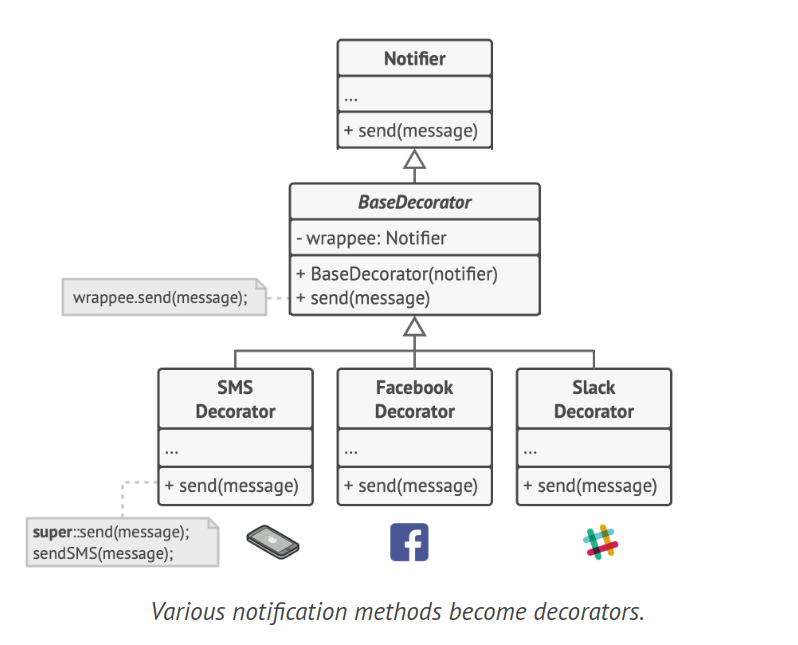 Notifier
...
+ send(message)
BaseDecorator
- wrappee: Notifier
+ BaseDecorator(notifier)
+ send(message)
wrappee.send(message);
SMS
Decorator
...
+ send(message)
Facebook
Decorator
...
+ send(message)
Slack
Decorator
...
+ send(message)
super::send(message);
sendSMS(message);
Various notification methods become decorators.